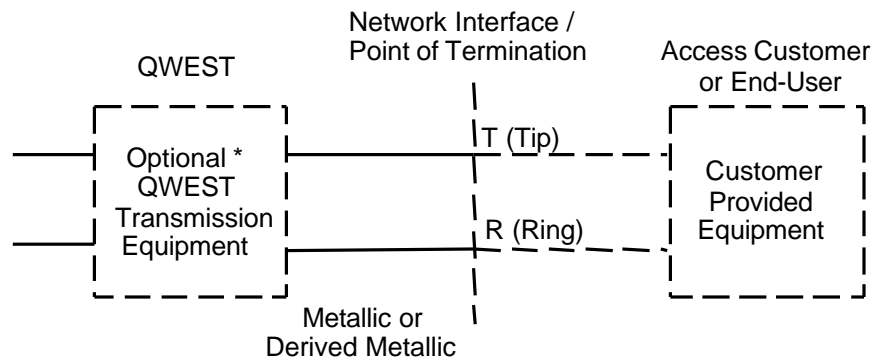 Network Interface /
Point of Termination
QWEST
Access Customer
or End-User
T (Tip)
Optional *
QWEST
Transmission
Equipment
Customer
Provided
Equipment
R (Ring)
Metallic or
Derived Metallic